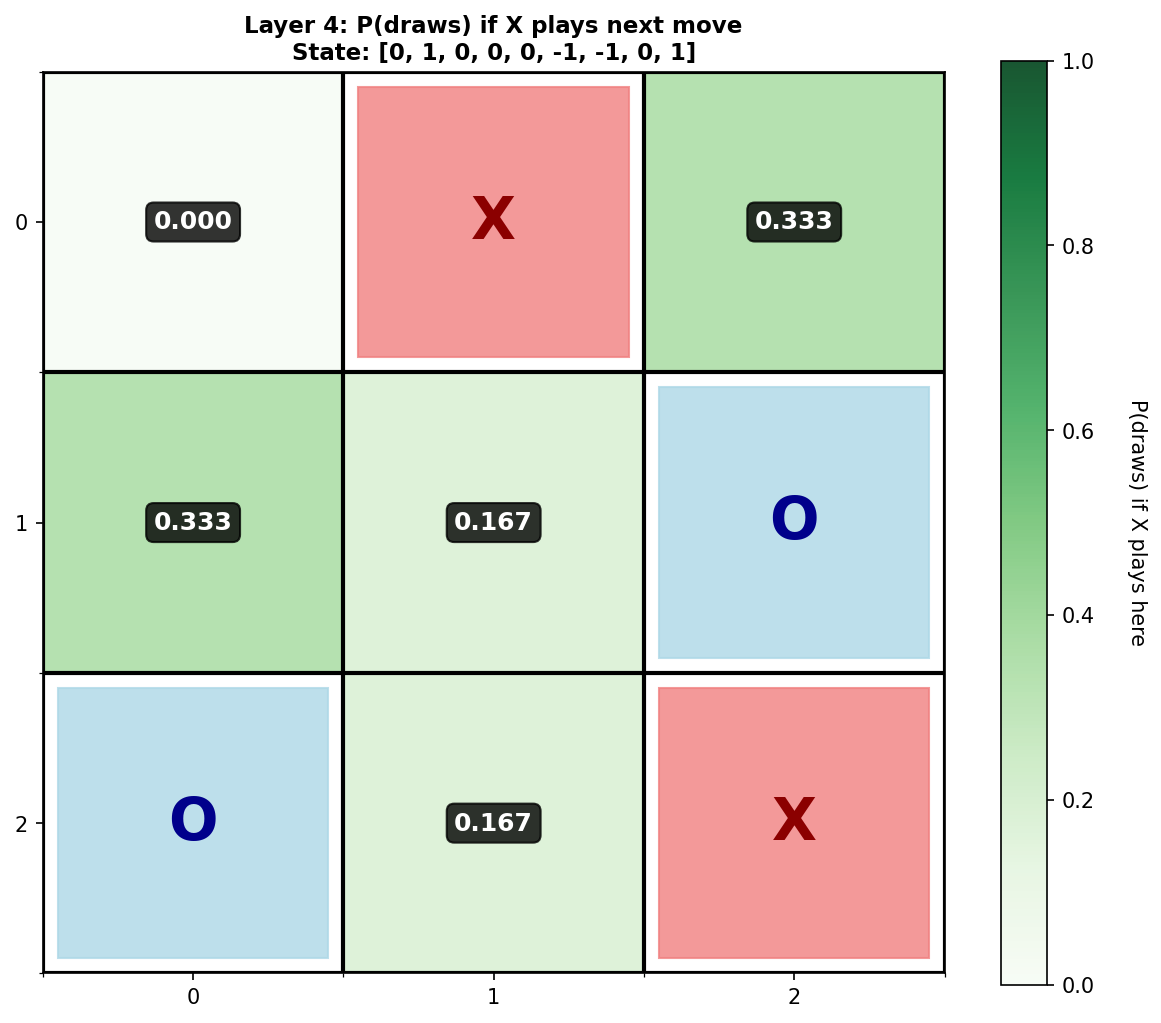 Layer 4: P(draws) if X plays next move
State: [0, 1, 0, 0, 0, -1, -1, 0, 1]
1.0
0 0.000 X 0.333
0.8
0.6
P(draws) if X plays here
1 0.333 0.167 O
0.4
0.2
2 O 0.167 X
0.0
0 1 2